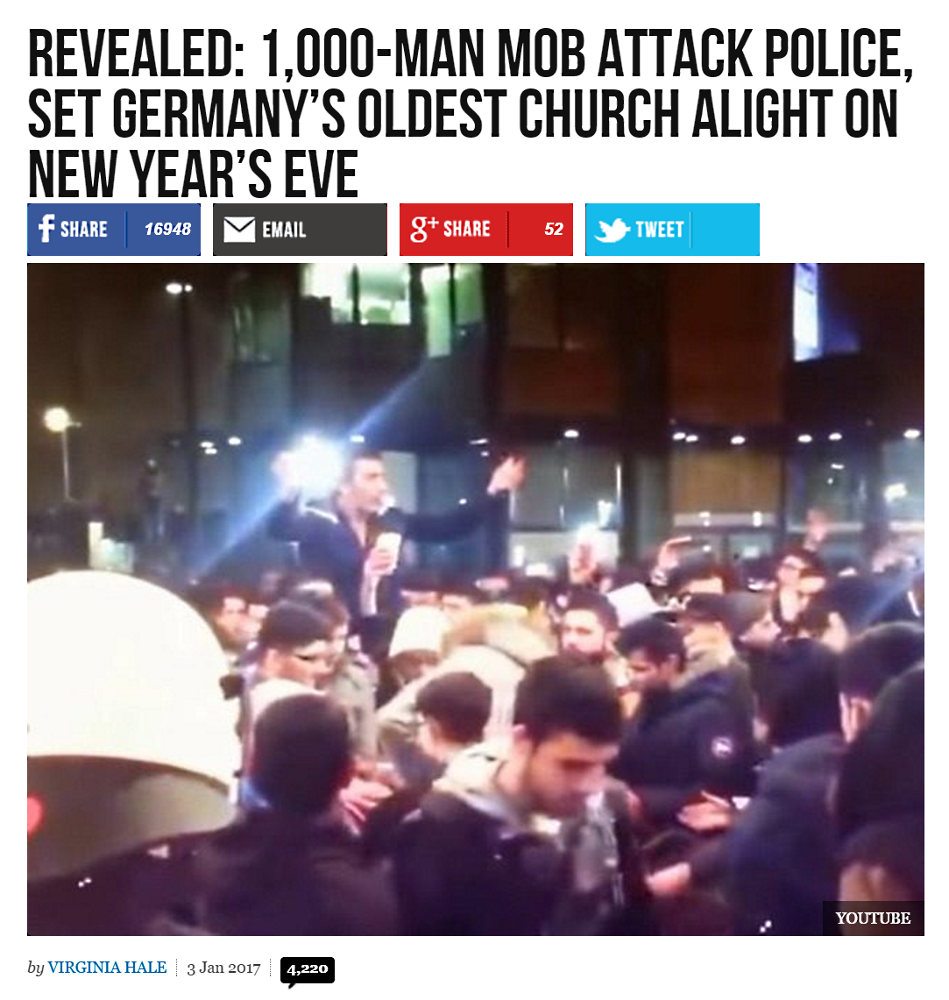 REVEALED: 1,000-MAN MOB ATTACK POLICE,
SET GERMANY’S OLDEST CHURCH ALIGHT ON
NEW YEAR’S EVE
f SHARE 16948
EMAIL
g+ SHARE 52
TWEET
YOUTUBE
by VIRGINIA HALE 3 Jan 2017 4,220